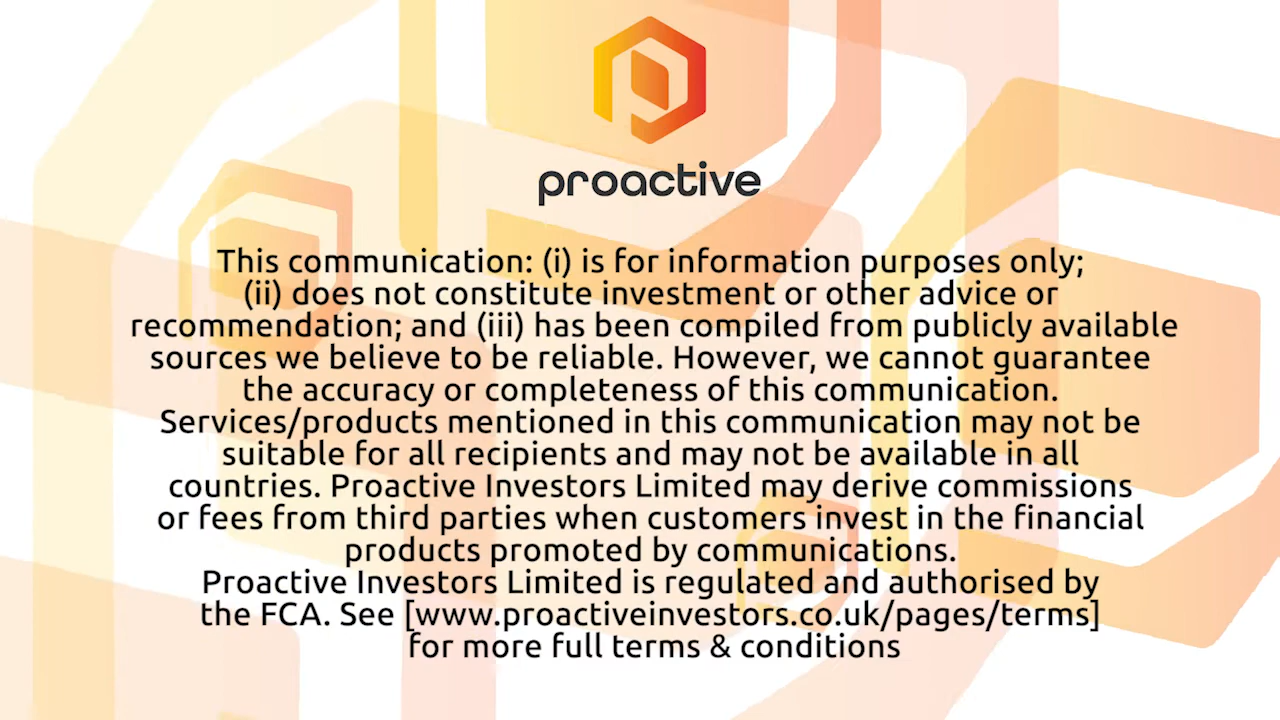 proactive
This communication: (i) is for information purposes only;
(ii) does not constitute investment or other advice or
recommendation; and (iii) has been compiled from publicly available
sources we believe to be reliable. However, we cannot guarantee
the accuracy or completeness of this communication.
Services/products mentioned in this communication may not be
suitable for all recipients and may not be available in all
countries. Proactive Investors Limited may derive commissions
or fees from third parties when customers invest in the financial
products promoted by communications.
Proactive Investors Limited is regulated and authorised by
the FCA. See [www.proactiveinvestors.co.uk/pages/terms]
for more full terms & conditions